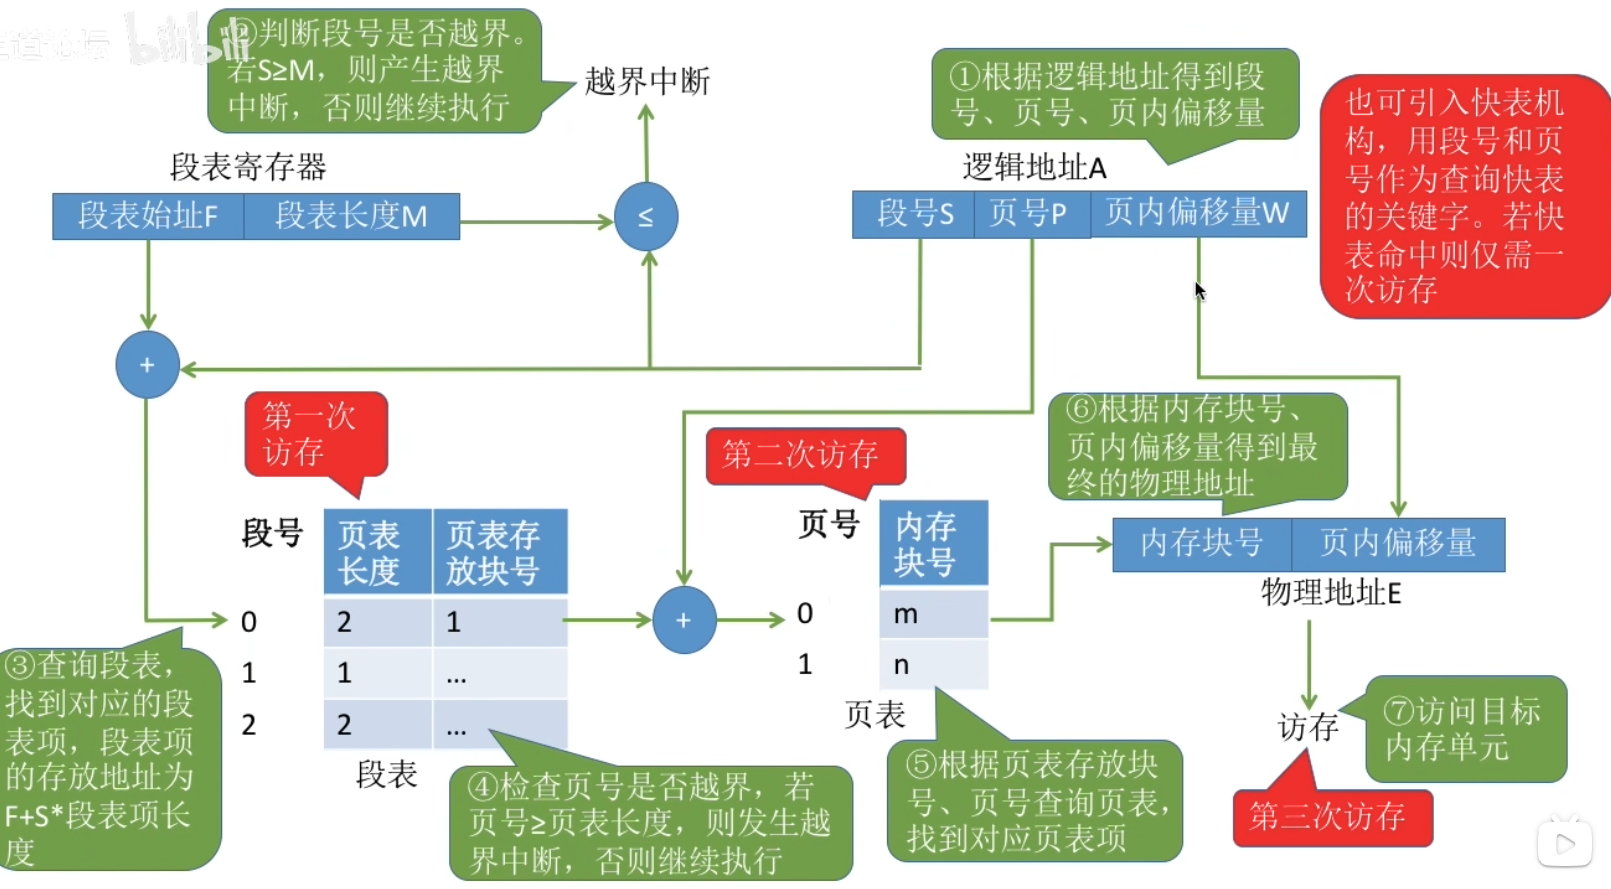 bilibili
②判断段号是否越界。
若S≥M，则产生越界
中断，否则继续执行
越界中断
①根据逻辑地址得到段
号、页号、页内偏移量
也可引入快表机
构，用段号和页
号作为查询快表
的关键字。若快
表命中则仅需一
次访存
段表寄存器
段表始址F 段表长度M
≤
逻辑地址A
段号S 页号P 页内偏移量W
+
第一次
访存
第二次访存
⑥根据内存块号、
页内偏移量得到最
终的物理地址
段号
页表
长度
页表存
放块号
0 2 1
1 1 ...
2 2 ...
段表
+
页号
内存
块号
0 m
1 n
页表
内存块号 页内偏移量
物理地址E
访存
③查询段表，
找到对应的段
表项，段表项
的存放地址为
F+S*段表项长
度
④检查页号是否越界，若
页号≥页表长度，则发生越
界中断，否则继续执行
⑤根据页表存放块
号、页号查询页表，
找到对应页表项
⑦访问目标
内存单元
第三次访存